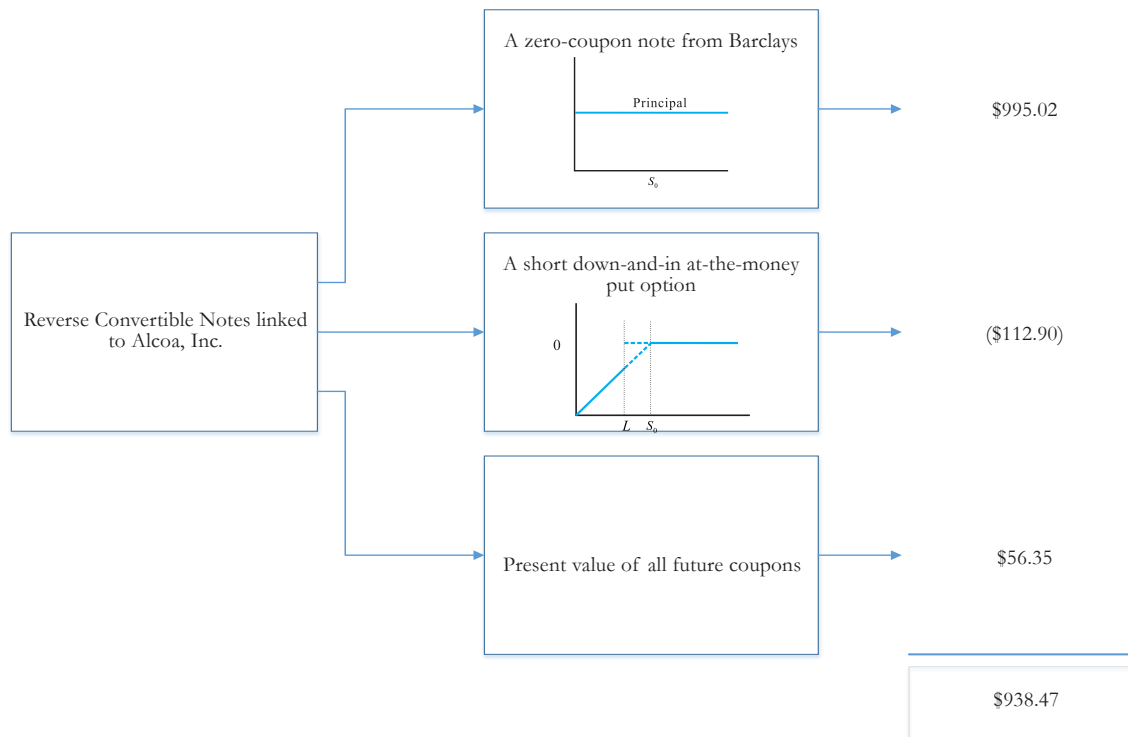 A zero-coupon note from Barclays
Principal
S₀
$995.02
Reverse Convertible Notes linked
to Alcoa, Inc.
A short down-and-in at-the-money
put option
0
L S₀
($112.90)
Present value of all future coupons
$56.35
$938.47